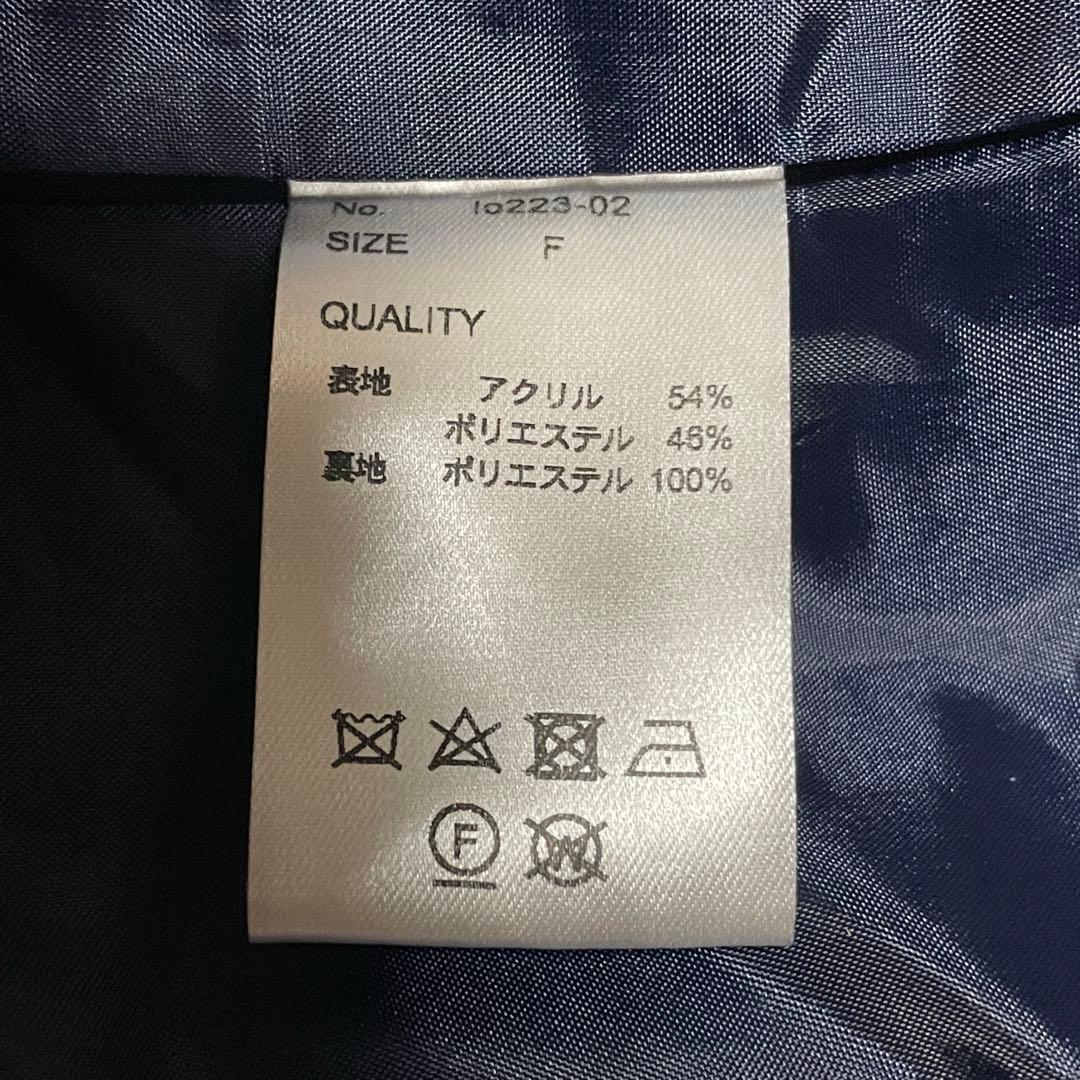 No. lo223-02
SIZE F
QUALITY
表地 アクリル 54%
ポリエステル 46%
裏地 ポリエステル 100%
F
W